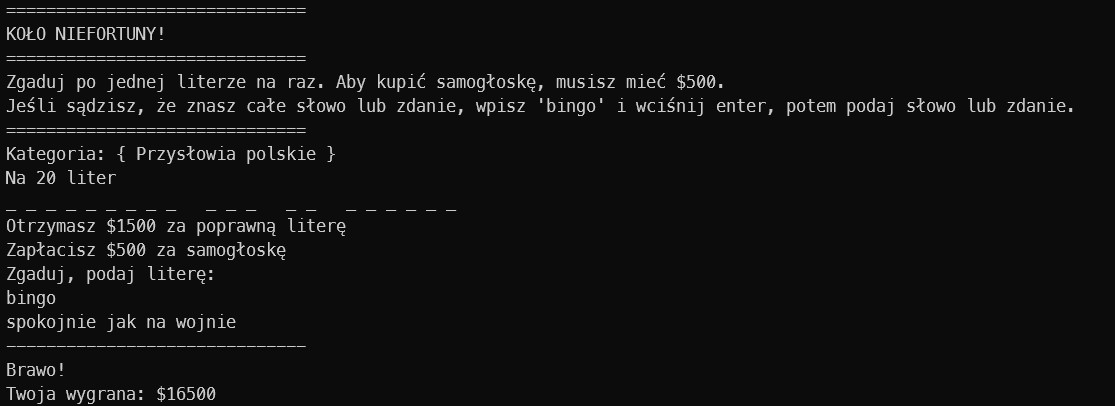 ==============================
KOŁO NIEFORTUNY!
==============================
Zgaduj po jednej literze na raz. Aby kupić samogłoskę, musisz mieć $500.
Jeśli sądzisz, że znasz całe słowo lub zdanie, wpisz 'bingo' i wciśnij enter, potem podaj słowo lub zdanie.
==============================
Kategoria: { Przysłowia polskie }
Na 20 liter
_ _ _ _ _ _ _ _ _   _ _ _   _ _   _ _ _ _ _ _
Otrzymasz $1500 za poprawną literę
Zapłacisz $500 za samogłoskę
Zgaduj, podaj literę:
bingo
spokojnie jak na wojnie
------------------------------
Brawo!
Twoja wygrana: $16500